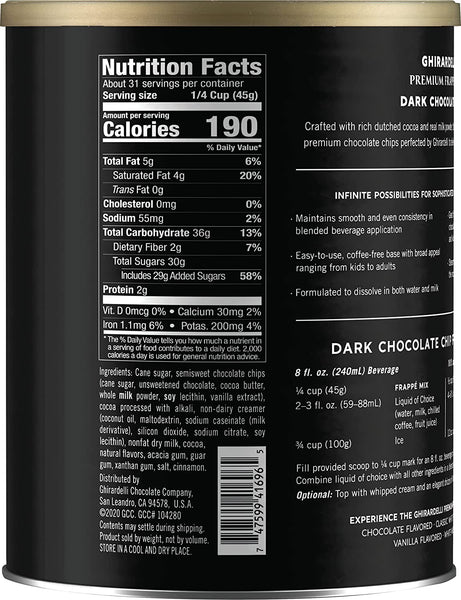 Nutrition Facts
About 31 servings per container
Serving size 1/4 Cup (45g)
Amount per serving
Calories 190
% Daily Value*
Total Fat 5g 6%
Saturated Fat 4g 20%
Trans Fat 0g
Cholesterol 0mg 0%
Sodium 55mg 2%
Total Carbohydrate 36g 13%
Dietary Fiber 2g 7%
Total Sugars 30g
Includes 29g Added Sugars 58%
Protein 2g
Vit. D 0mcg 0% • Calcium 30mg 2%
Iron 1.1mg 6% • Potas. 200mg 4%
*The % Daily Value tells you how much a nutrient in
a serving of food contributes to a daily diet. 2,000
calories a day is used for general nutrition advice.
Ingredients: Cane sugar, semisweet chocolate chips
(cane sugar, unsweetened chocolate, cocoa butter,
whole milk powder, soy lecithin, vanilla extract),
cocoa processed with alkali, non-dairy creamer
(coconut oil, maltodextrin, sodium caseinate (milk
derivative), silicon dioxide, sodium citrate, soy
lecithin), nonfat dry milk, cocoa,
natural flavors, acacia gum, guar
gum, xanthan gum, salt, cinnamon.
Distributed by
Ghirardelli Chocolate Company,
San Leandro, CA 94578, U.S.A.
©2020 GCC. GCC# 104280
Contents may settle during shipping.
Product sold by weight, not by volume.
STORE IN A COOL AND DRY PLACE.
7 47599 41696 5
GHIRARDELL
PREMIUM FRAPP
DARK CHOCOLAT
Crafted with rich dutched cocoa and real milk powder
premium chocolate chips perfected by Ghirardelli
INFINITE POSSIBILITIES FOR SOPHISTICATE
· Maintains smooth and even consistency in
blended beverage application
· Easy-to-use, coffee-free base with broad appeal
ranging from kids to adults
· Formulated to dissolve in both water and milk
DARK CHOCOLATE CHIP F
8 fl. oz. (240mL) Beverage
¼ cup (45g) FRAPPÉ MIX
2–3 fl. oz. (59–88mL) Liquid of Choice
(water, milk, chilled
coffee, fruit juice)
¾ cup (100g) Ice
Fill provided scoop to ¼ cup mark for an 8 fl. oz.
Combine liquid of choice with all other ingredients
Optional: Top with whipped cream and an elegant
EXPERIENCE THE GHIRARDELLI
CHOCOLATE FLAVORED · CLASSIC
VANILLA FLAVORED ·